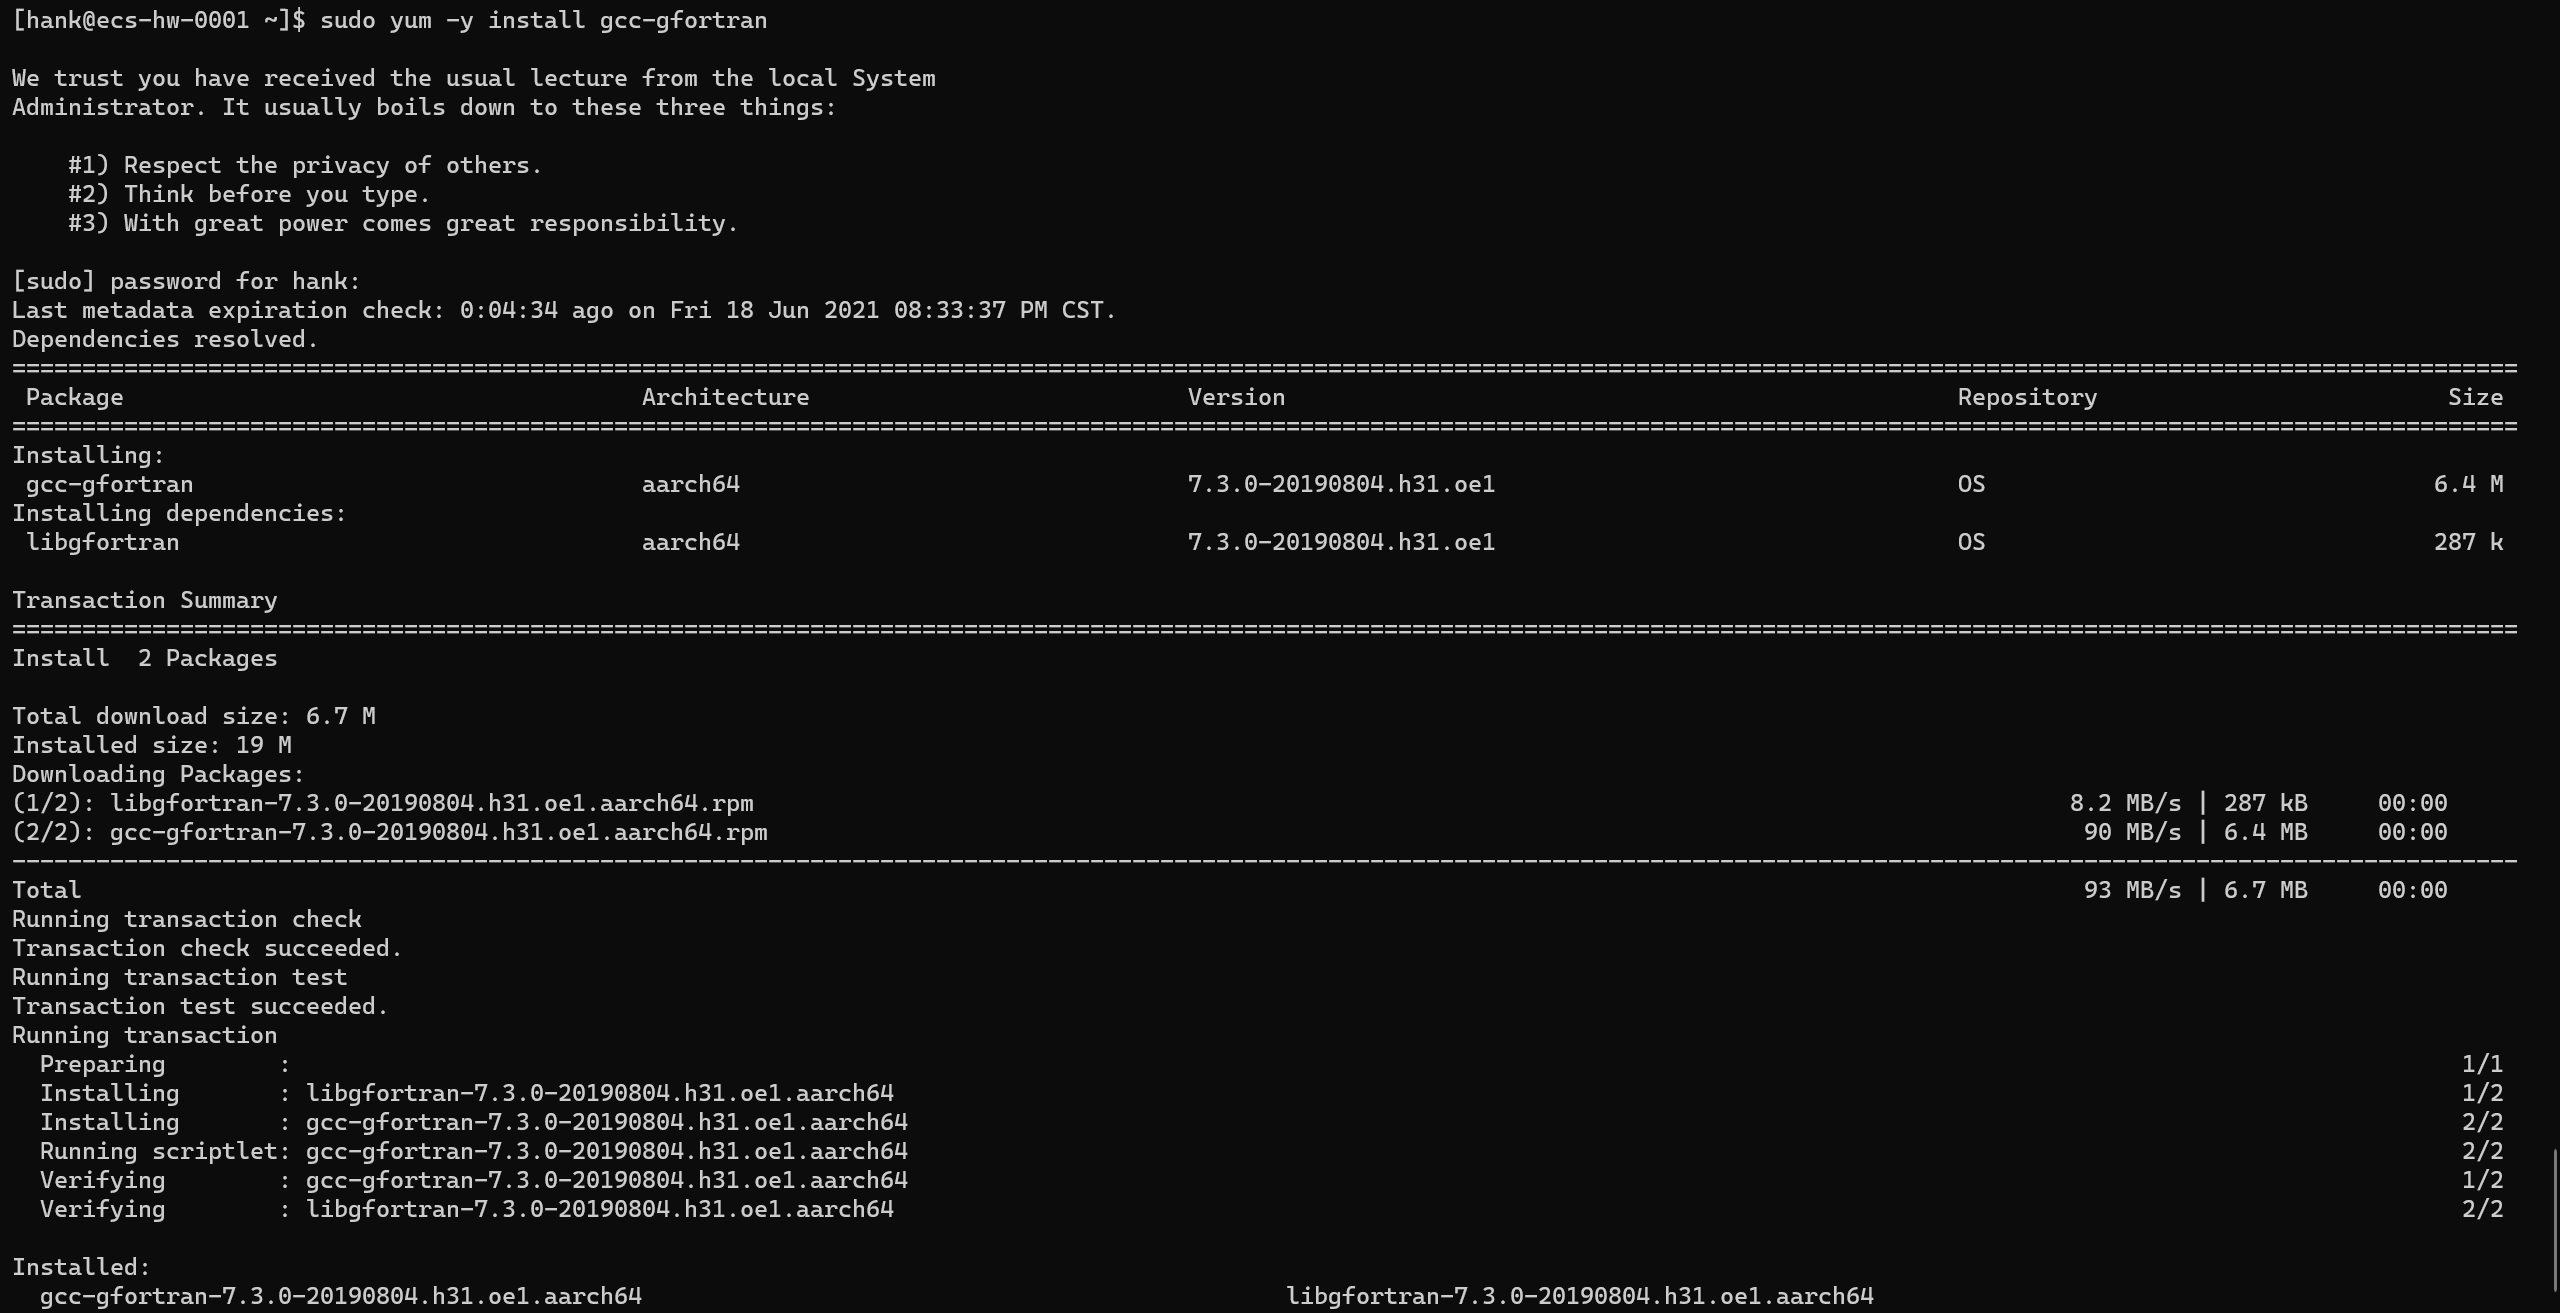 [hank@ecs-hw-0001 ~]$ sudo yum -y install gcc-gfortran
We trust you have received the usual lecture from the local System
Administrator. It usually boils down to these three things:
#1) Respect the privacy of others.
#2) Think before you type.
#3) With great power comes great responsibility.
[sudo] password for hank:
Last metadata expiration check: 0:04:34 ago on Fri 18 Jun 2021 08:33:37 PM CST.
Dependencies resolved.
Package Architecture Version Repository Size
Installing:
gcc-gfortran aarch64 7.3.0-20190804.h31.oe1 OS 6.4 M
Installing dependencies:
libgfortran aarch64 7.3.0-20190804.h31.oe1 OS 287 k
Transaction Summary
Install 2 Packages
Total download size: 6.7 M
Installed size: 19 M
Downloading Packages:
(1/2): libgfortran-7.3.0-20190804.h31.oe1.aarch64.rpm 8.2 MB/s | 287 kB 00:00
(2/2): gcc-gfortran-7.3.0-20190804.h31.oe1.aarch64.rpm 90 MB/s | 6.4 MB 00:00
Total 93 MB/s | 6.7 MB 00:00
Running transaction check
Transaction check succeeded.
Running transaction test
Transaction test succeeded.
Running transaction
Preparing : 1/1
Installing : libgfortran-7.3.0-20190804.h31.oe1.aarch64 1/2
Installing : gcc-gfortran-7.3.0-20190804.h31.oe1.aarch64 2/2
Running scriptlet: gcc-gfortran-7.3.0-20190804.h31.oe1.aarch64 2/2
Verifying : gcc-gfortran-7.3.0-20190804.h31.oe1.aarch64 1/2
Verifying : libgfortran-7.3.0-20190804.h31.oe1.aarch64 2/2
Installed:
gcc-gfortran-7.3.0-20190804.h31.oe1.aarch64 libgfortran-7.3.0-20190804.h31.oe1.aarch64